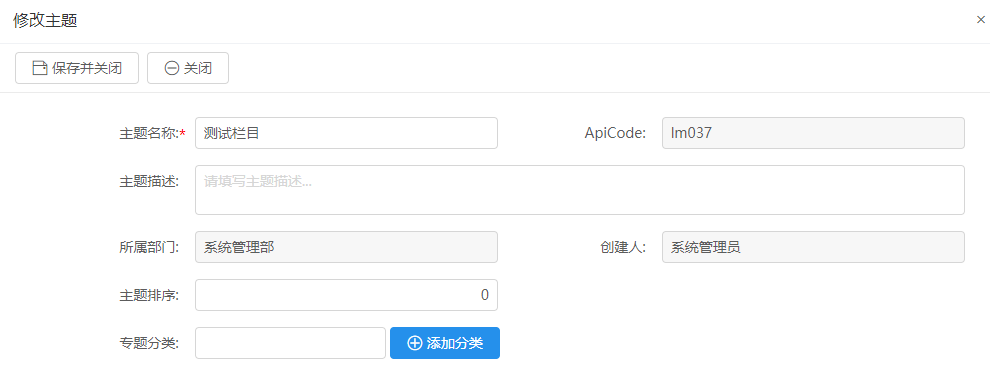 修改主题 ×
保存并关闭 关闭
主题名称:* 测试栏目 ApiCode: lm037
主题描述: 请填写主题描述...
所属部门: 系统管理部 创建人: 系统管理员
主题排序: 0
专题分类: 添加分类